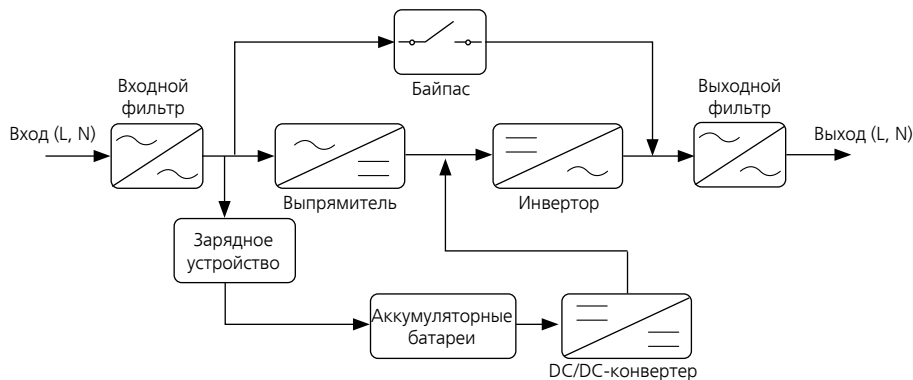 Байпас
Входной
фильтр
Выходной
фильтр
Вход (L, N)
Выход (L, N)
Выпрямитель
Инвертор
Зарядное
устройство
Аккумуляторные
батареи
DC/DC-конвертер